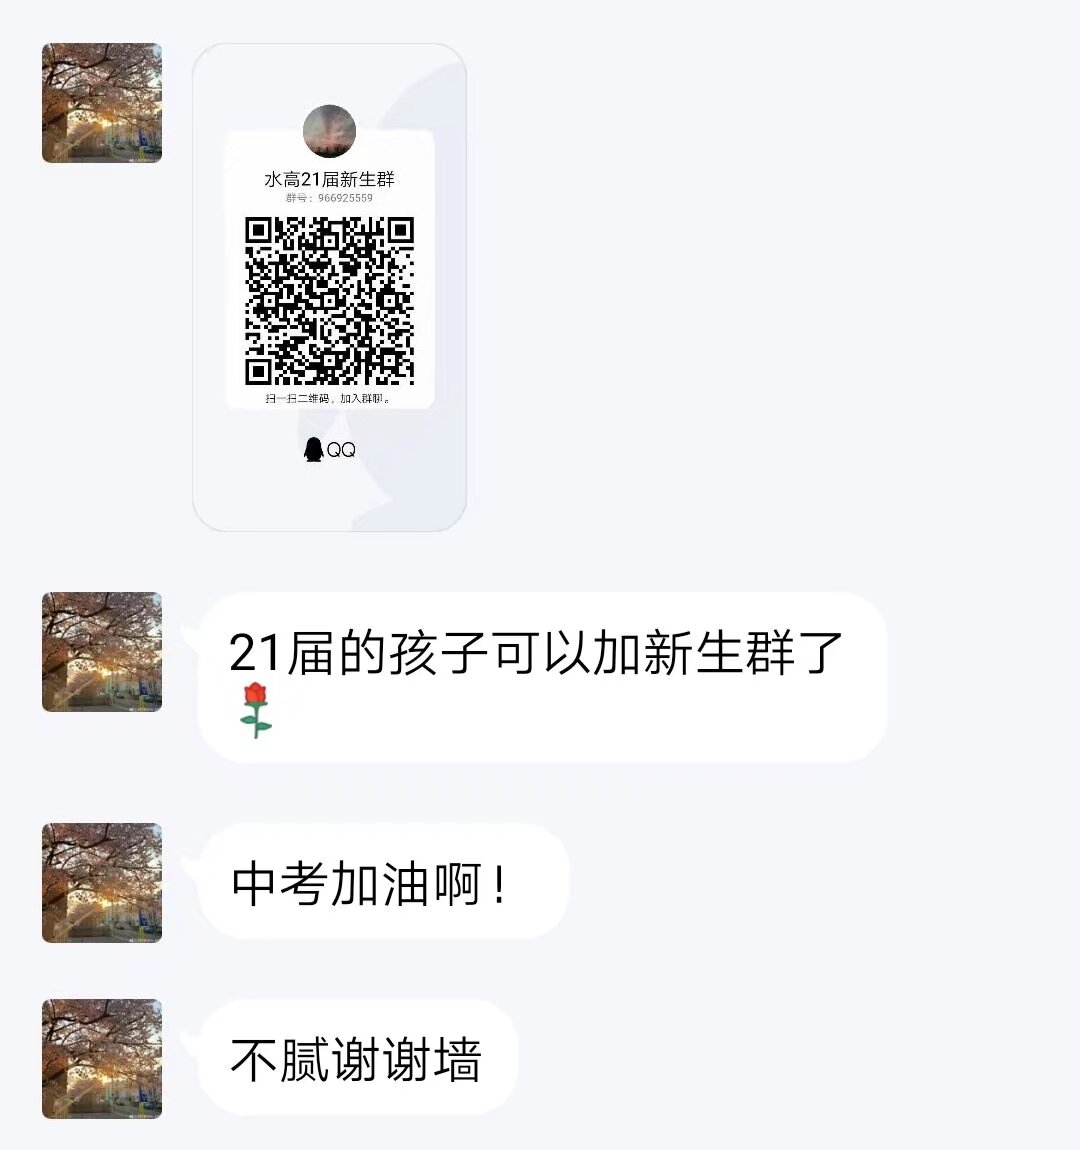 水高21届新生群
群号：966925559
扫一扫二维码，加入群聊。
QQ
21届的孩子可以加新生群了
中考加油啊！
不腻谢谢墙